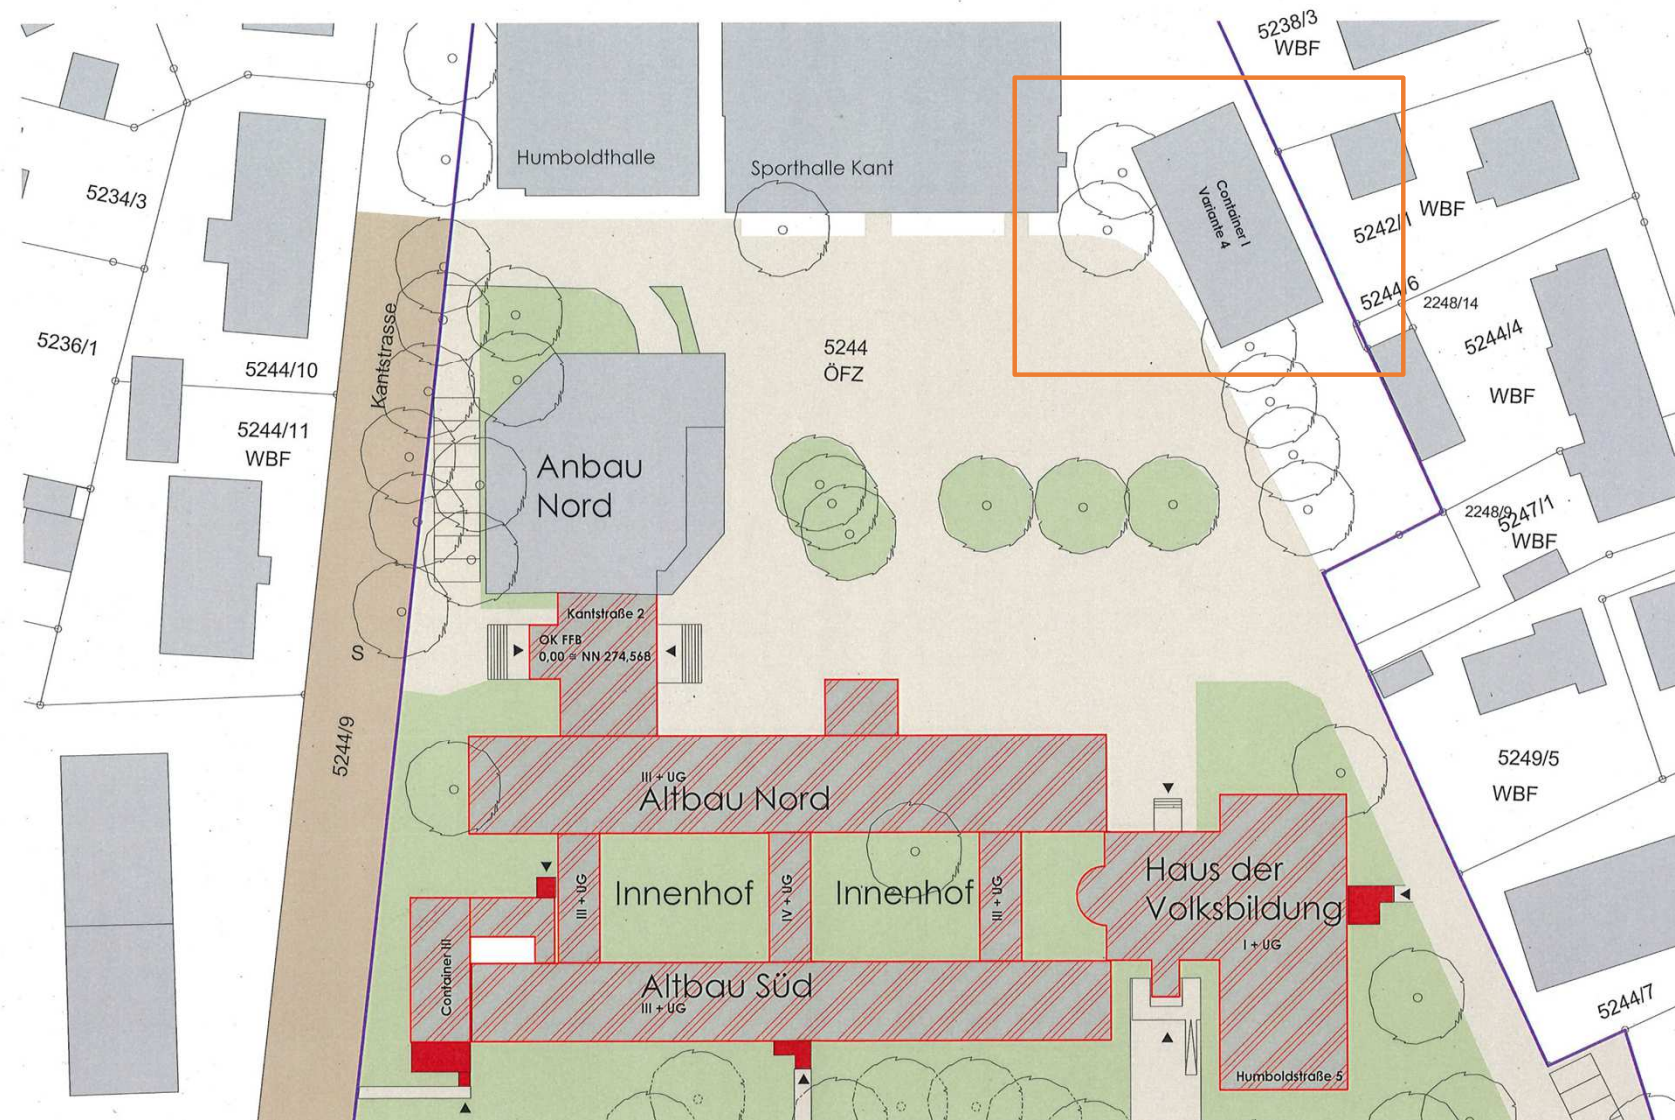 5238/3
WBF
Humboldthalle
Sporthalle Kant
Container I
Variante 4
5234/3
WBF
5242/1
5244/6
2248/14
5236/1
5244/10
Kantstrasse
5244
ÖFZ
5244/4
WBF
5244/11
WBF
Anbau
Nord
2248/9
5247/1
WBF
Kantstraße 2
OK FFB
0,00 = NN 274,568
S
5244/9
III + UG
Altbau Nord
5249/5
WBF
III + UG
Innenhof
IV + UG
Innenhof
III + UG
Haus der
Volksbildung
I + UG
Container III
Altbau Süd
III + UG
5244/7
Humboldstraße 5